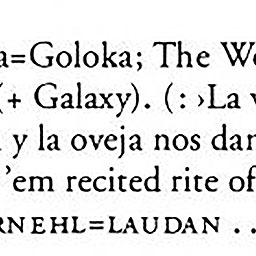 a=Goloka; The We
(+ Galaxy). (: ›La v
y la oveja nos dan
'em recited rite of
RNEHL=LAUDAN ..